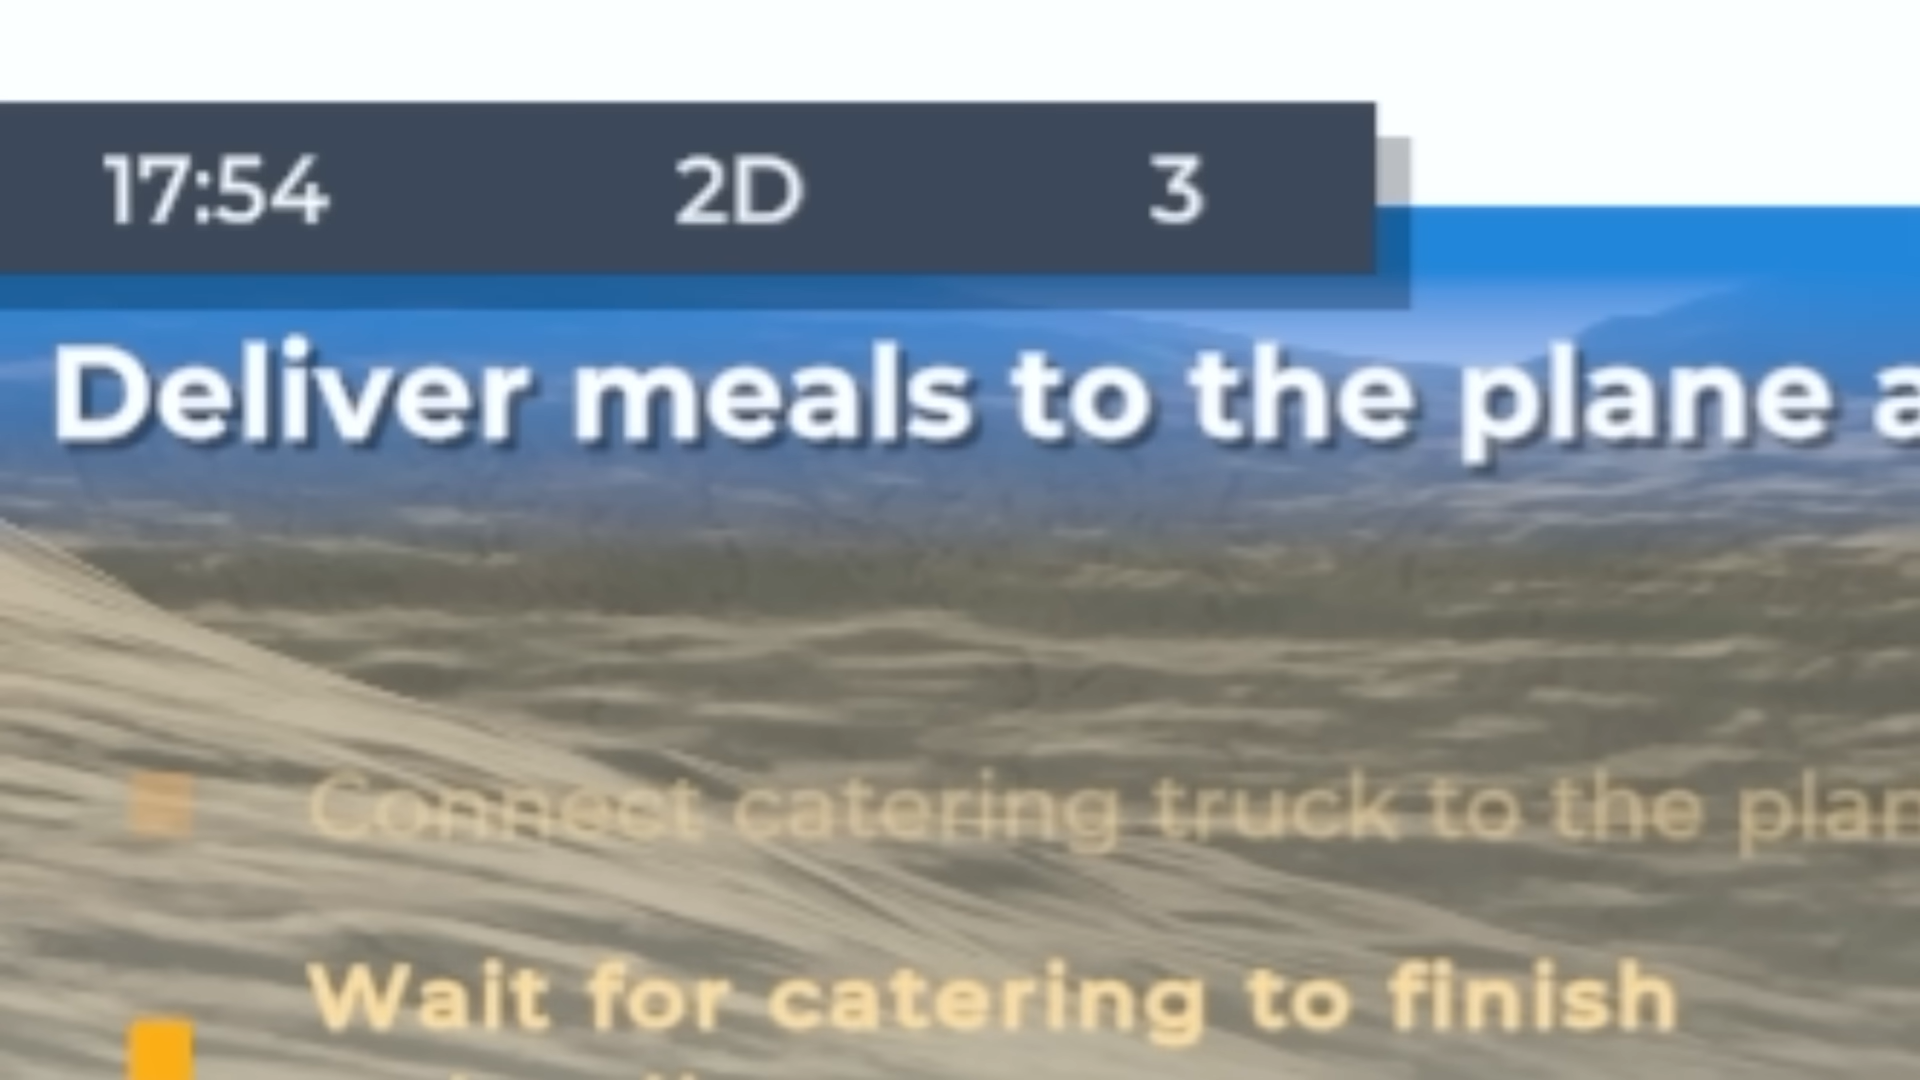 17:54 2D 3
Deliver meals to the plane
Connect catering truck to the
Wait for catering to finish